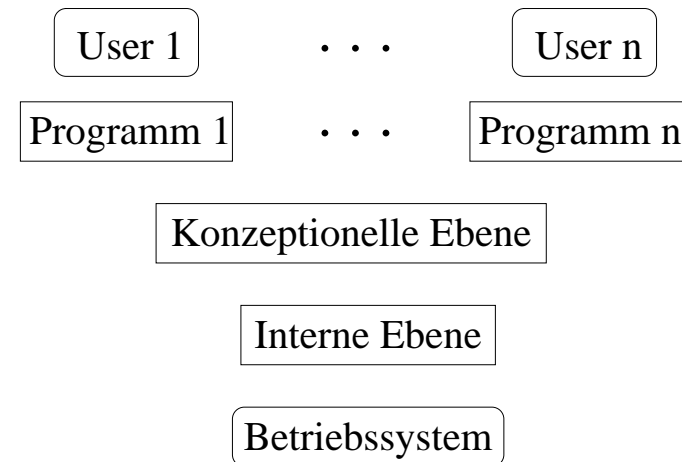 User 1 . . . User n
Programm 1 . . . Programm n
Konzeptionelle Ebene
Interne Ebene
Betriebssystem